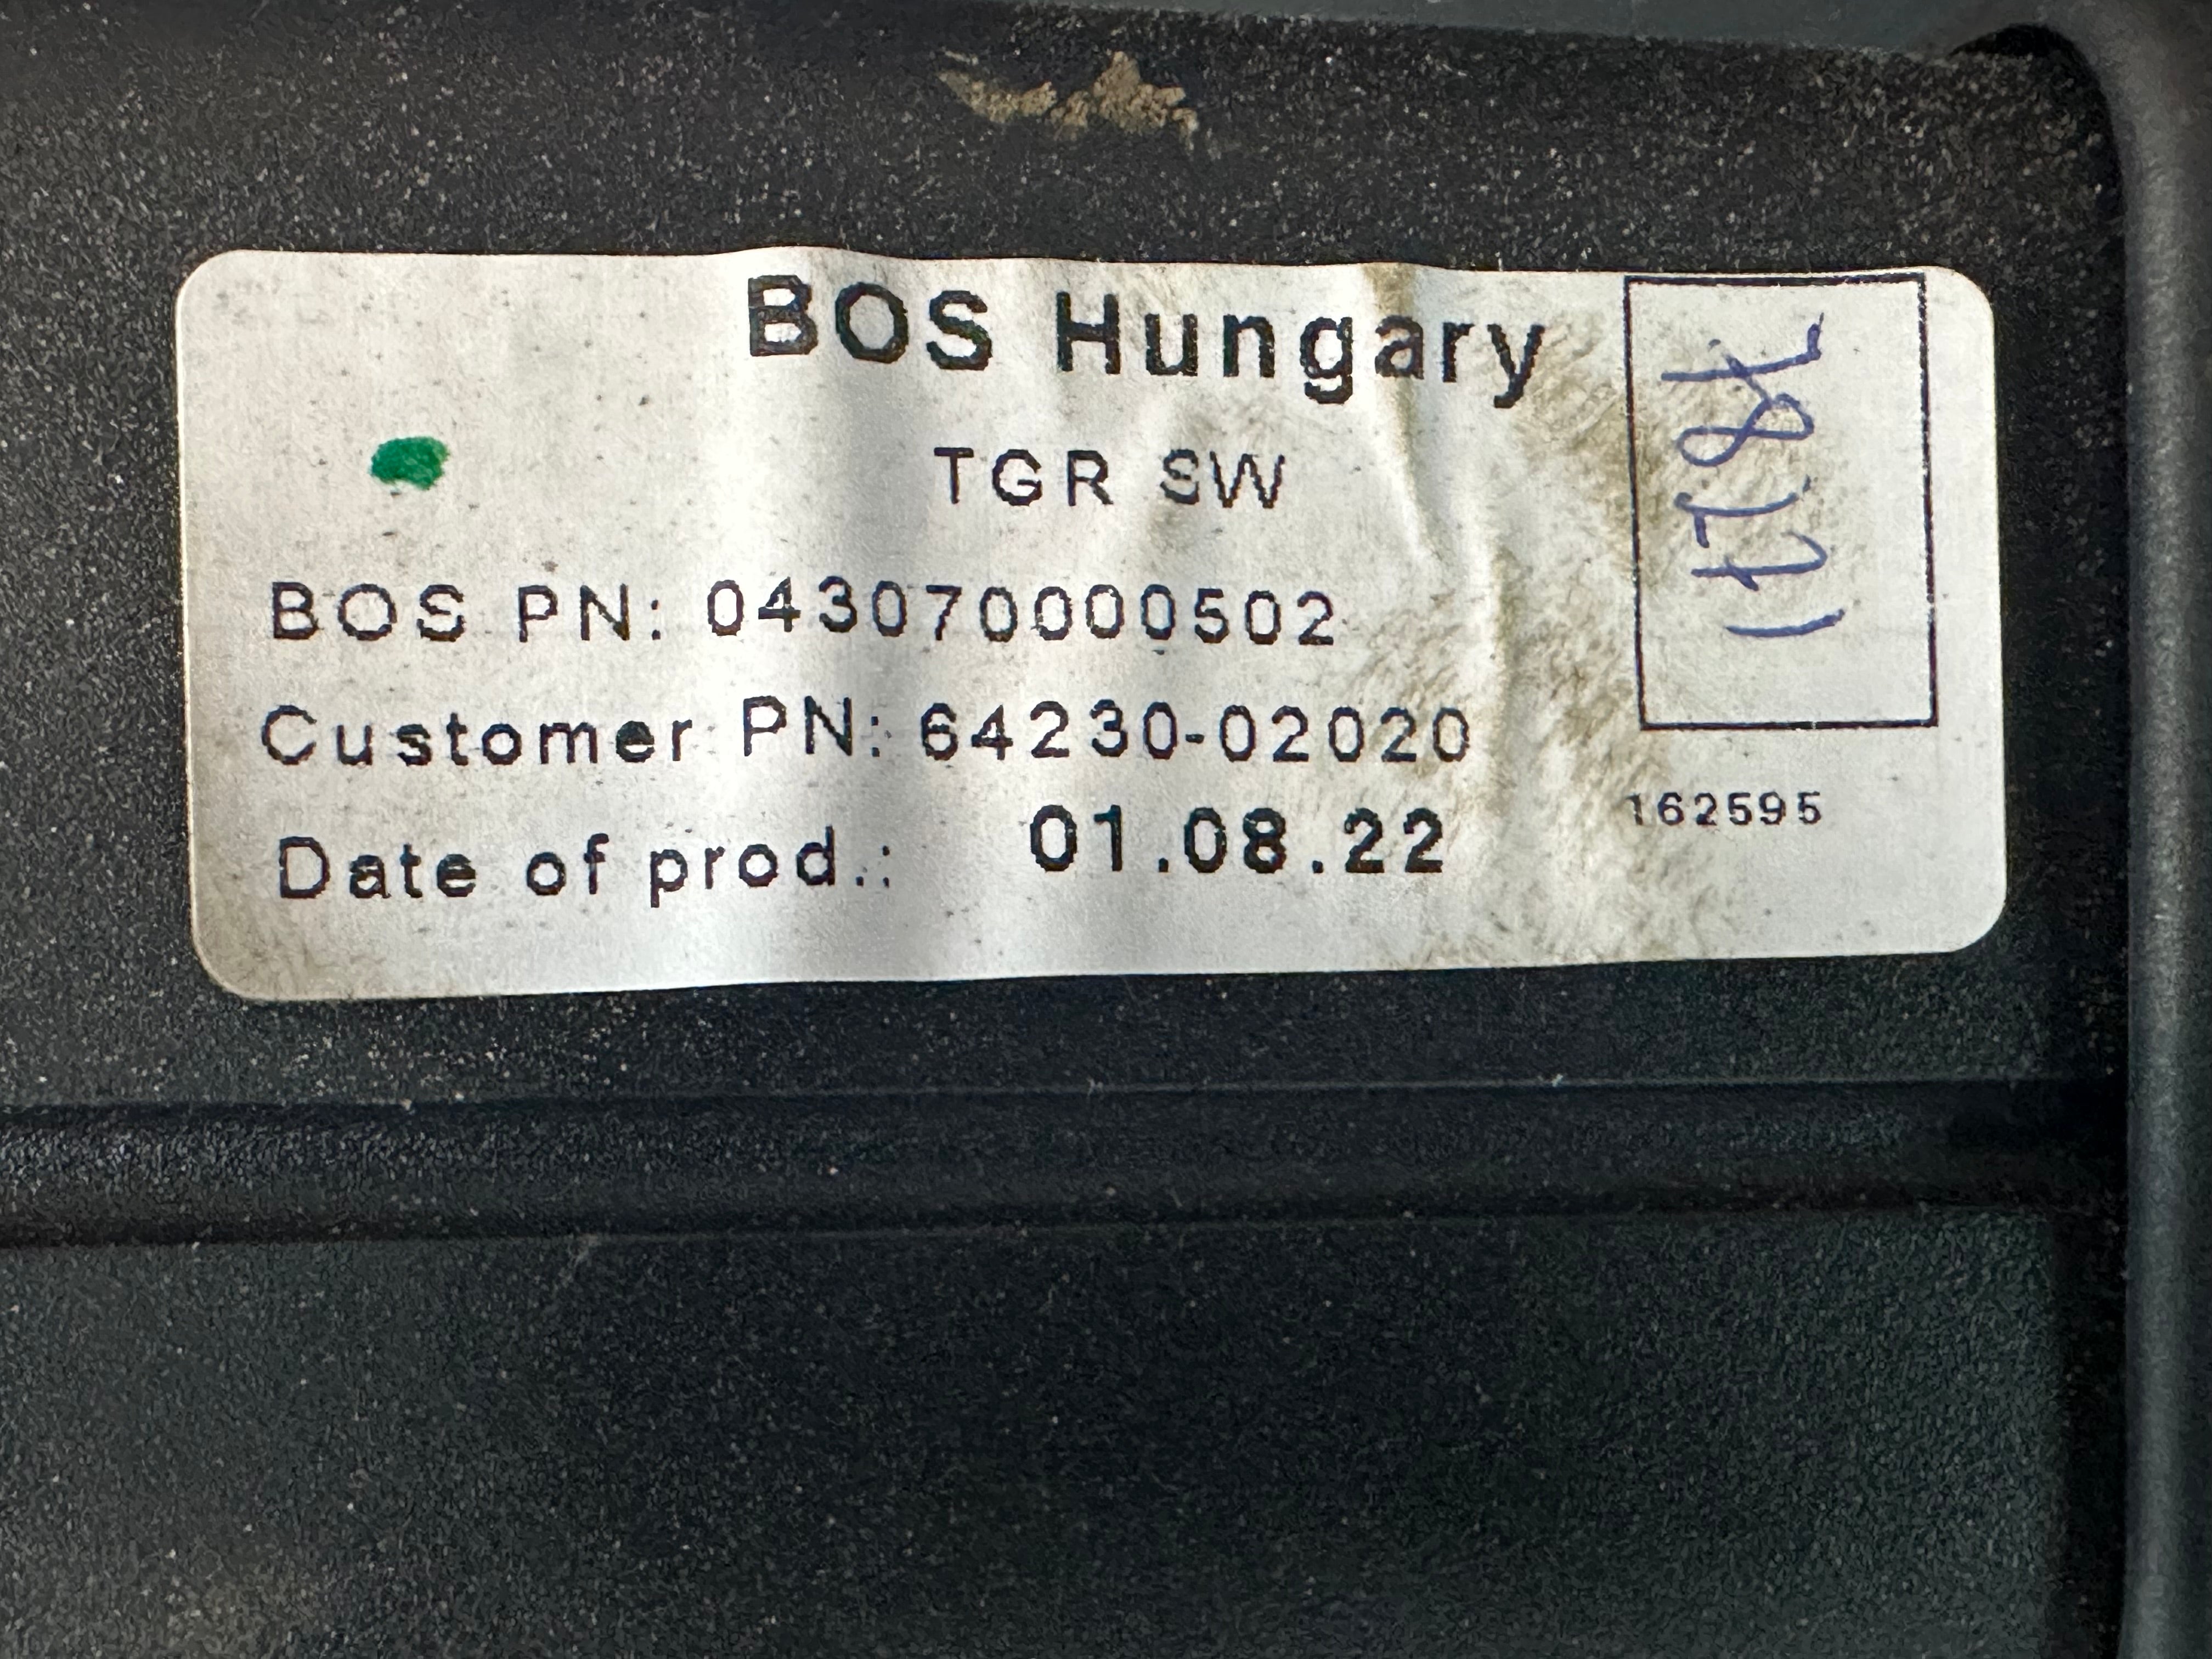 BOS Hungary
TGR SW
BOS PN: 043070000502
Customer PN: 64230-02020
Date of prod.: 01.08.22
162595